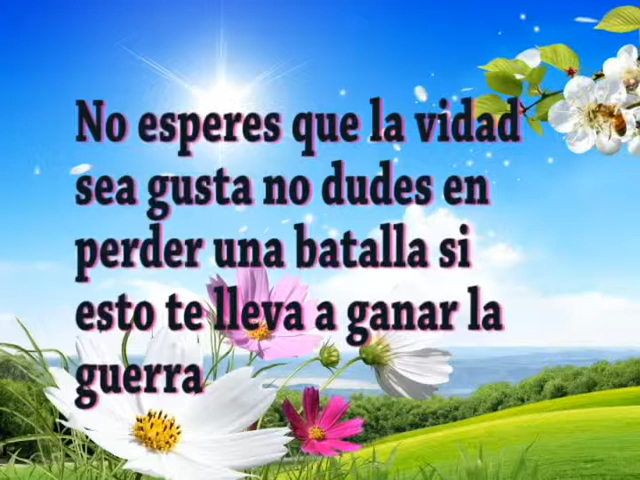 No esperes que la vidad
sea gusta no dudes en
perder una batalla si
esto te lleva a ganar la
guerra